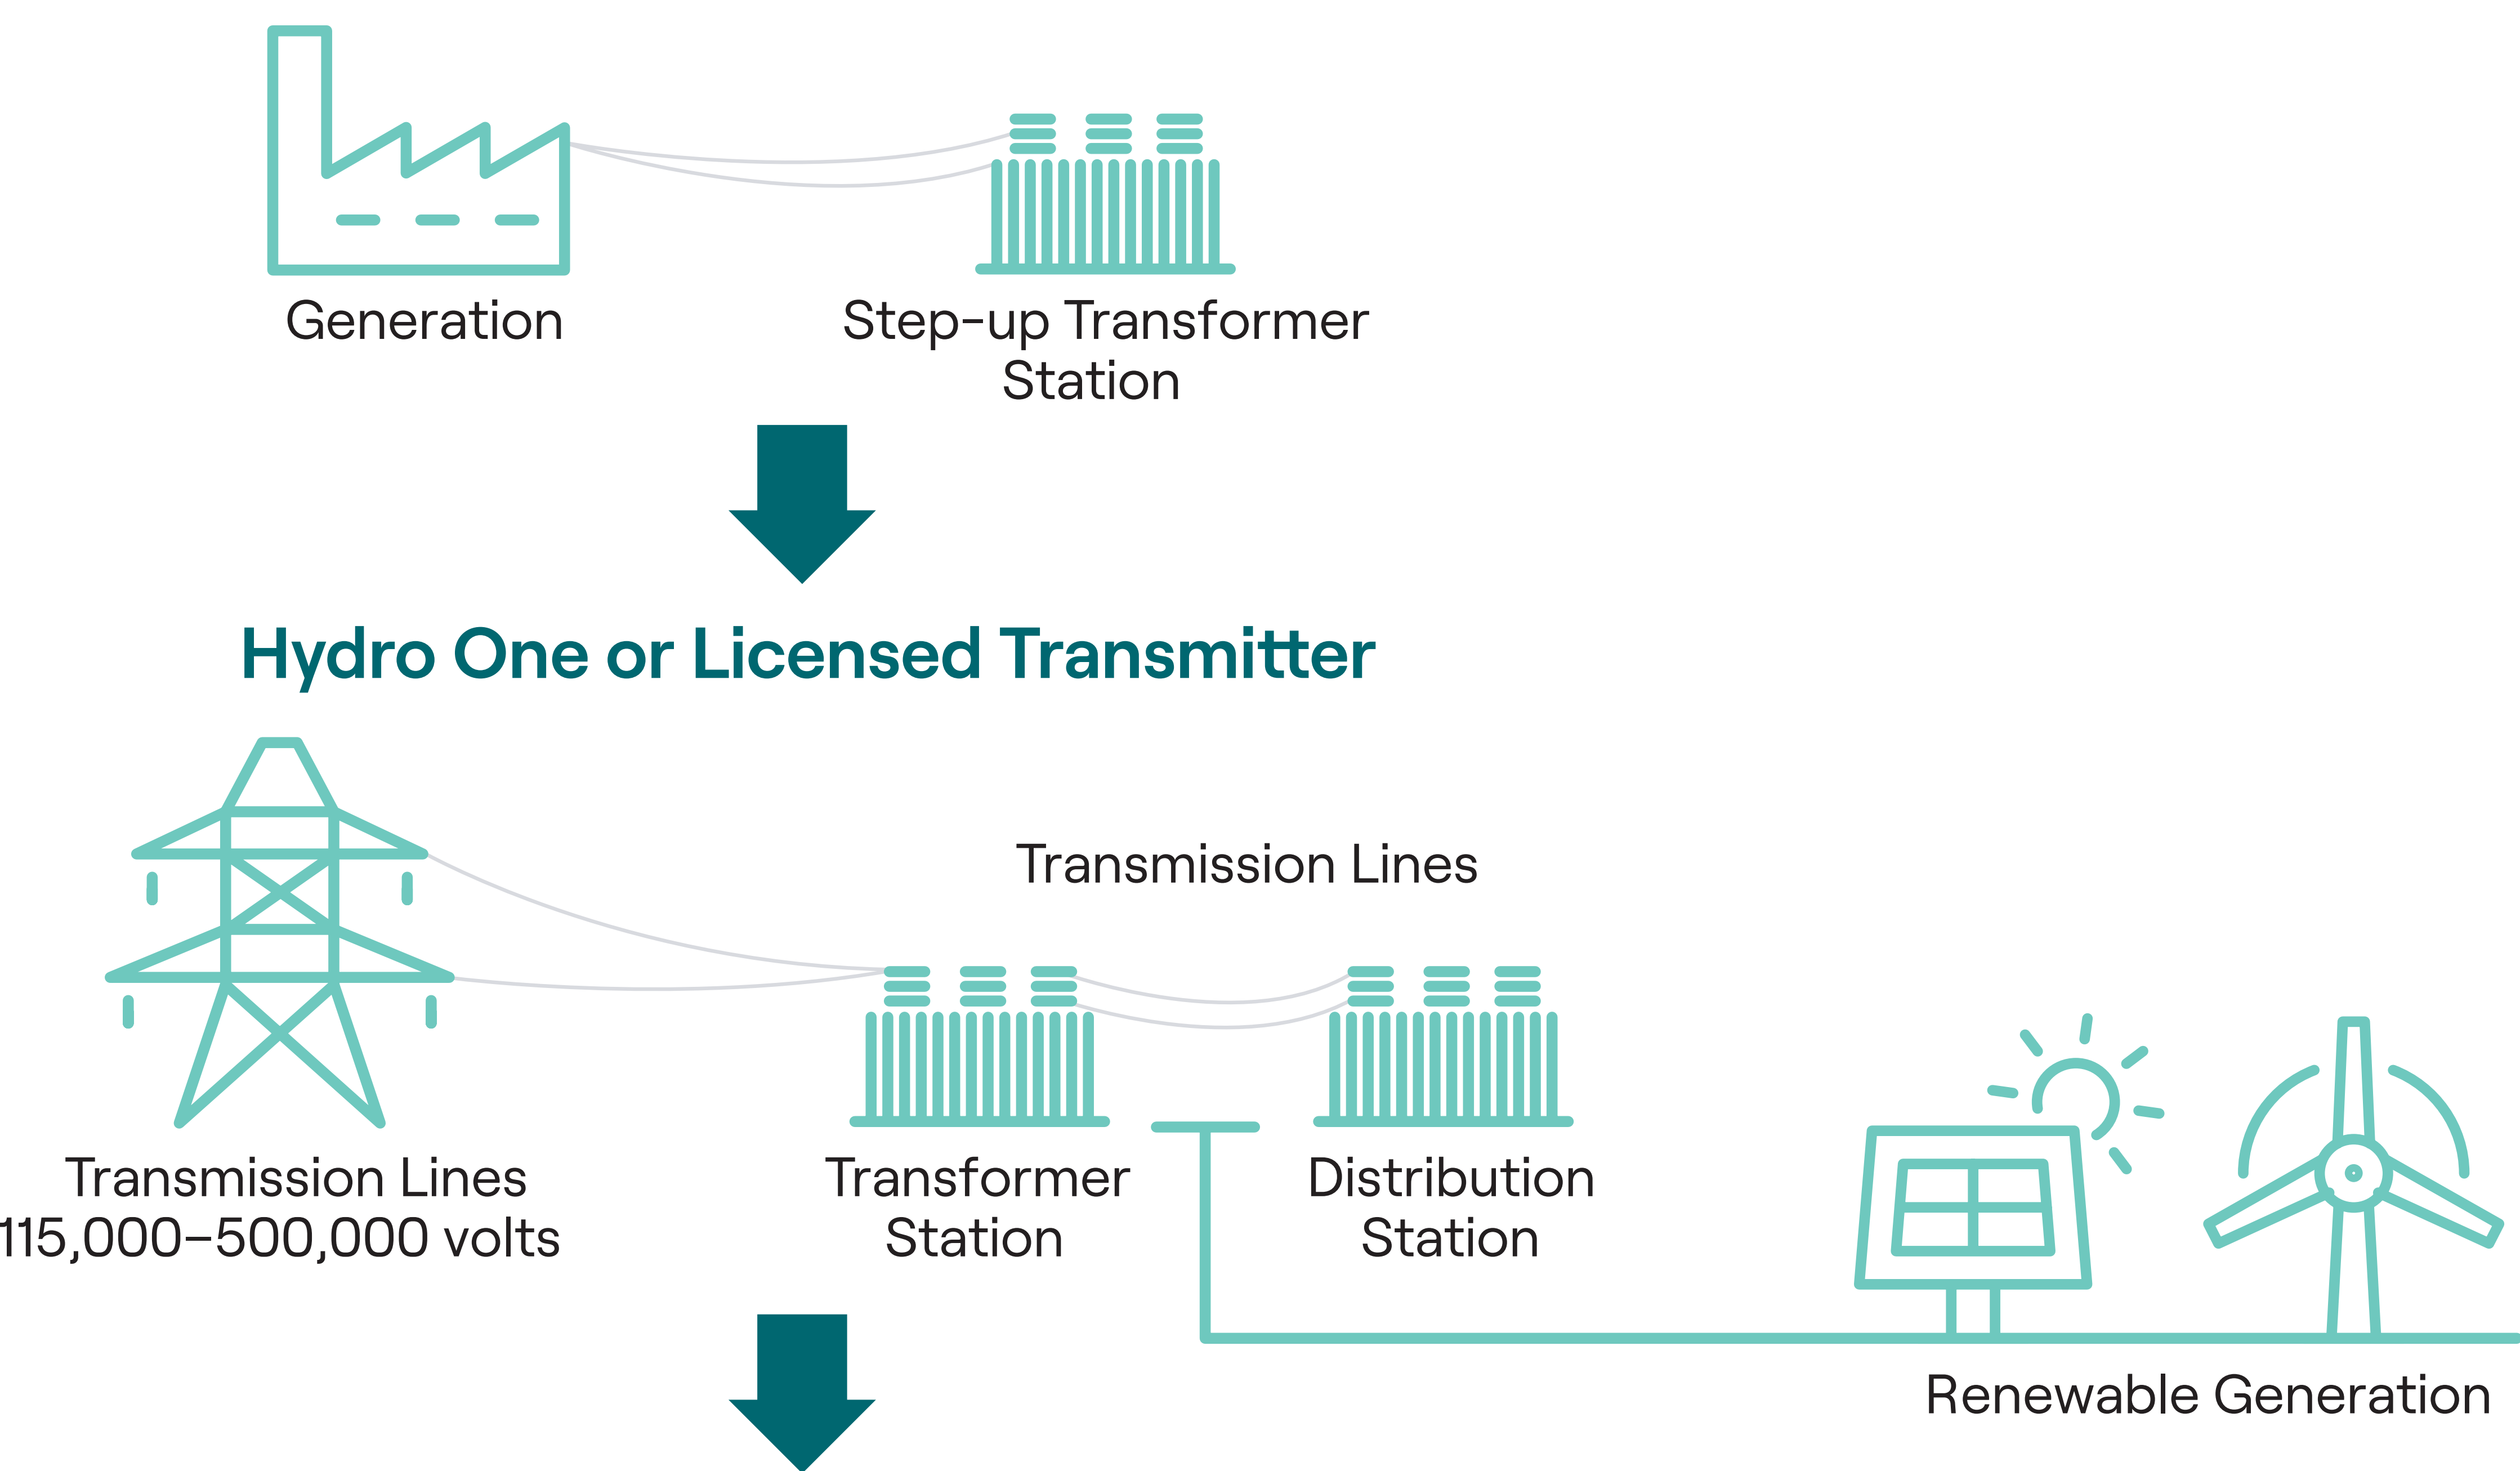 Generation
Step-up Transformer
Station
Hydro One or Licensed Transmitter
Transmission Lines
Transmission Lines
115,000–500,000 volts
Transformer
Station
Distribution
Station
Renewable Generation